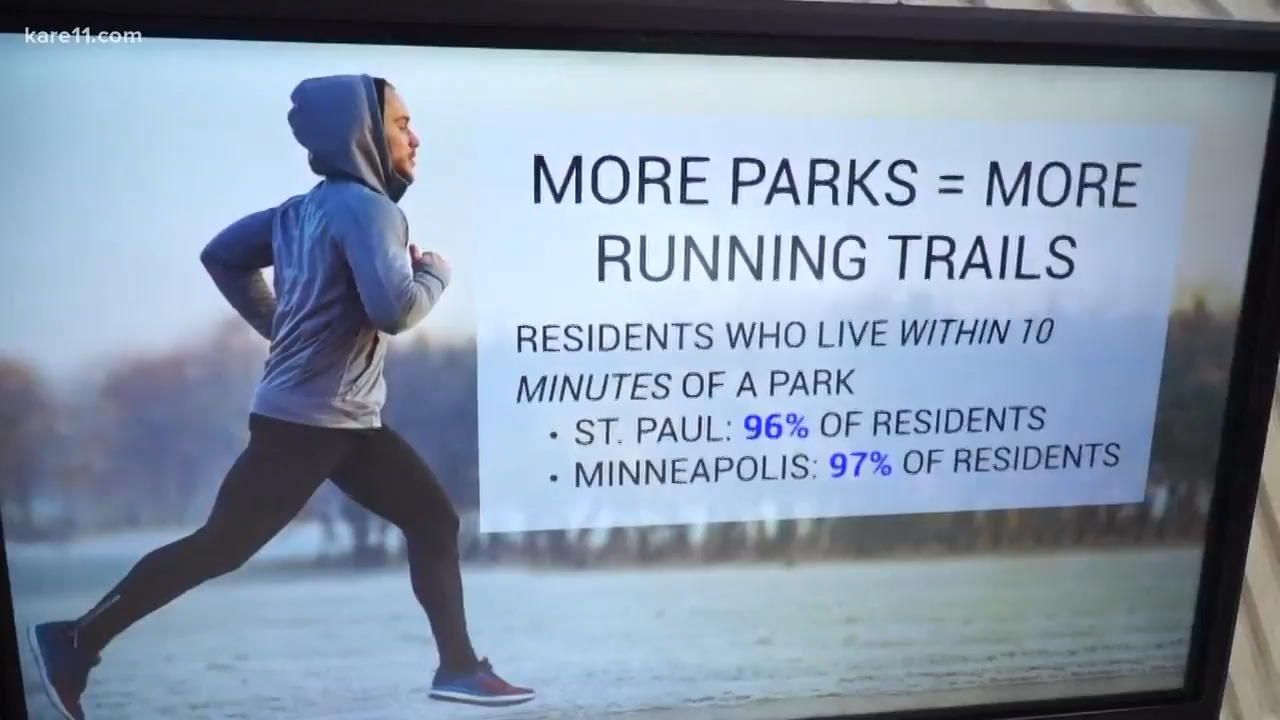 kare11.com
MORE PARKS = MORE
RUNNING TRAILS
RESIDENTS WHO LIVE WITHIN 10
MINUTES OF A PARK
• ST. PAUL: 96% OF RESIDENTS
• MINNEAPOLIS: 97% OF RESIDENTS